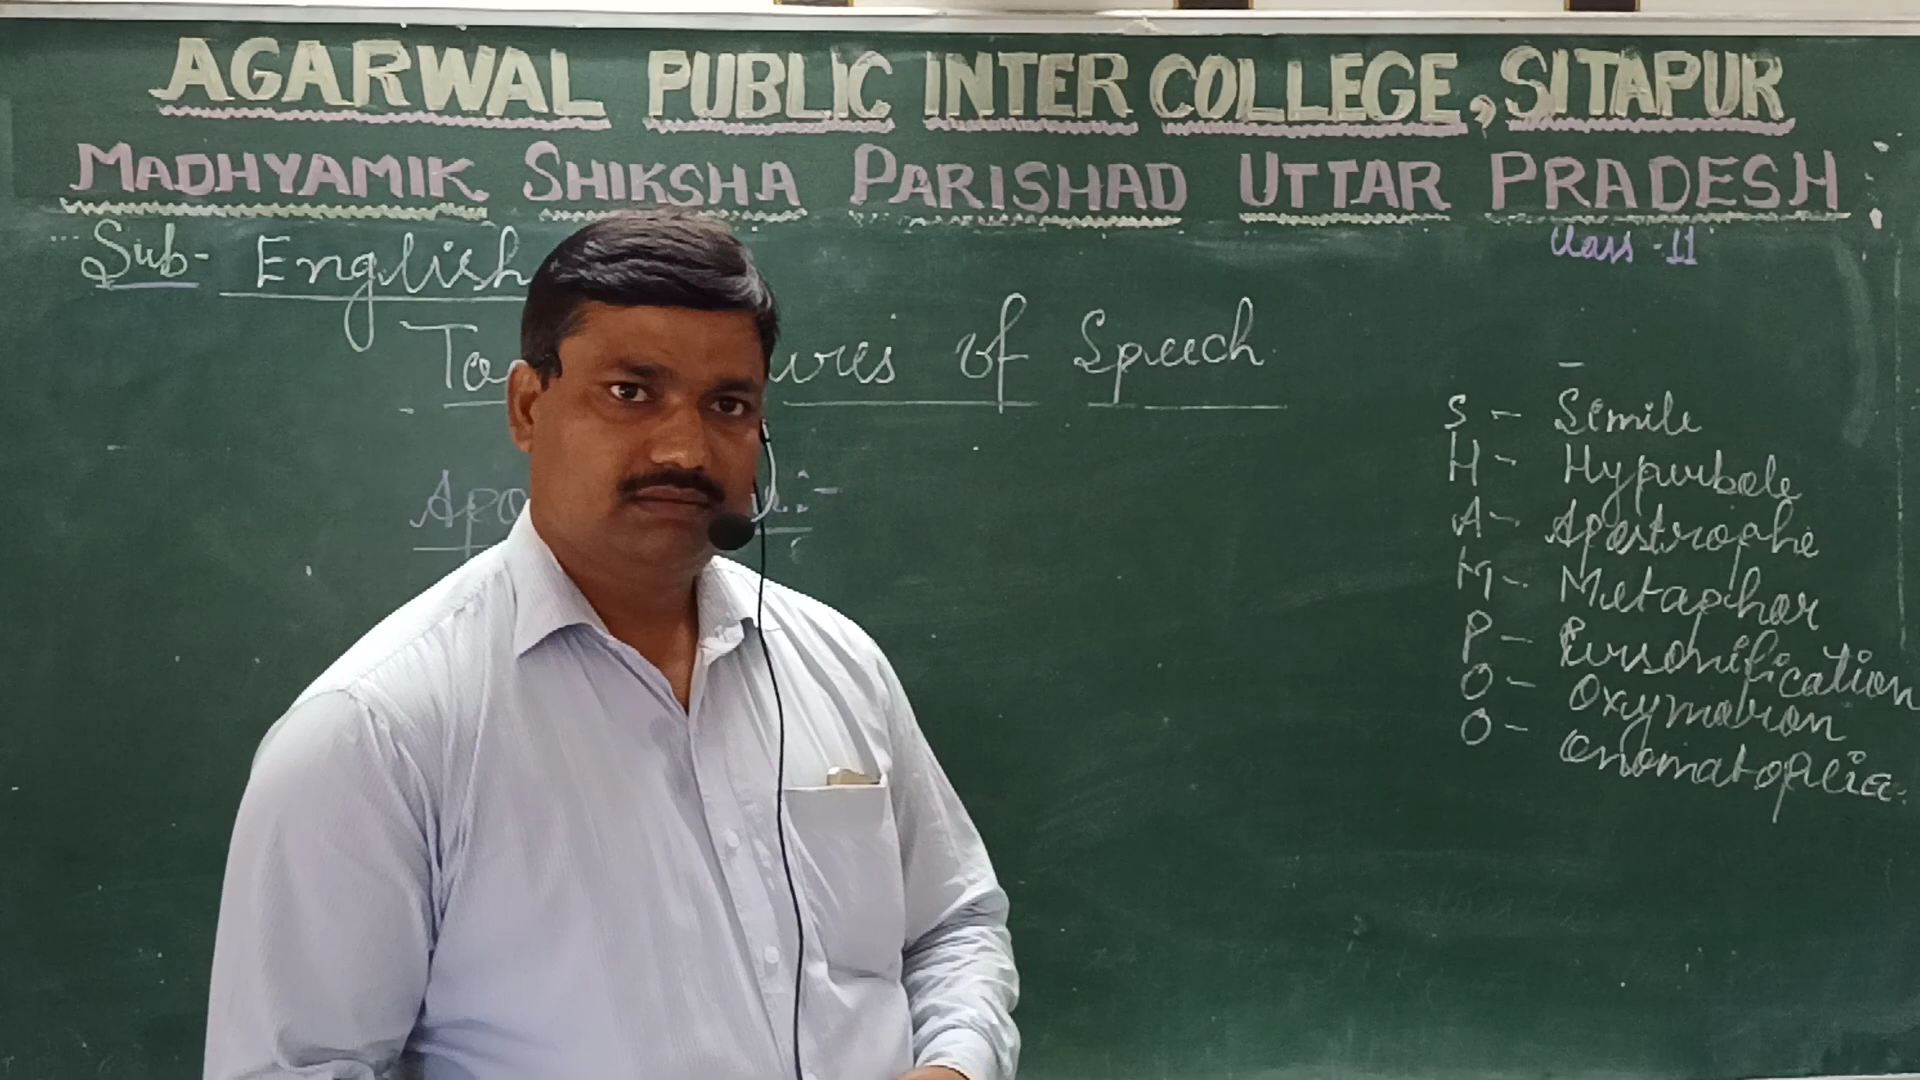 AGARWAL PUBLIC INTER COLLEGE, SITAPUR
MADHYAMIK SHIKSHA PARISHAD UTTAR PRADESH
Sub- English
Class -11
of Speech
S - Simile
H - Hyperbole
A - Apostrophe
M - Metaphor
P - Personification
O - Oxymoron
O - Onomatopoeia